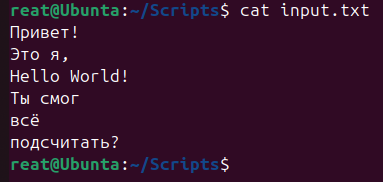 reat@Ubunta:~/Scripts$ cat input.txt
Привет!
Это я,
Hello World!
Ты смог
всё
подсчитать?
reat@Ubunta:~/Scripts$